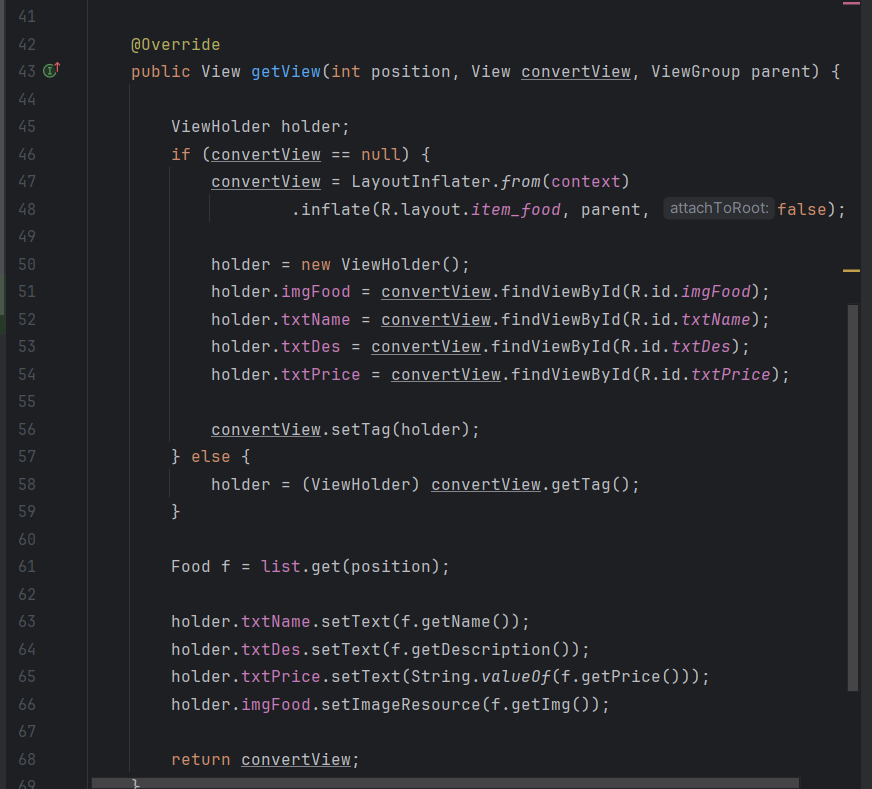 41
42 @Override
43 public View getView(int position, View convertView, ViewGroup parent) {
44
45 ViewHolder holder;
46 if (convertView == null) {
47 convertView = LayoutInflater.from(context)
48 .inflate(R.layout.item_food, parent, attachToRoot: false);
49
50 holder = new ViewHolder();
51 holder.imgFood = convertView.findViewById(R.id.imgFood);
52 holder.txtName = convertView.findViewById(R.id.txtName);
53 holder.txtDes = convertView.findViewById(R.id.txtDes);
54 holder.txtPrice = convertView.findViewById(R.id.txtPrice);
55
56 convertView.setTag(holder);
57 } else {
58 holder = (ViewHolder) convertView.getTag();
59 }
60
61 Food f = list.get(position);
62
63 holder.txtName.setText(f.getName());
64 holder.txtDes.setText(f.getDescription());
65 holder.txtPrice.setText(String.valueOf(f.getPrice()));
66 holder.imgFood.setImageResource(f.getImg());
67
68 return convertView;
69 }